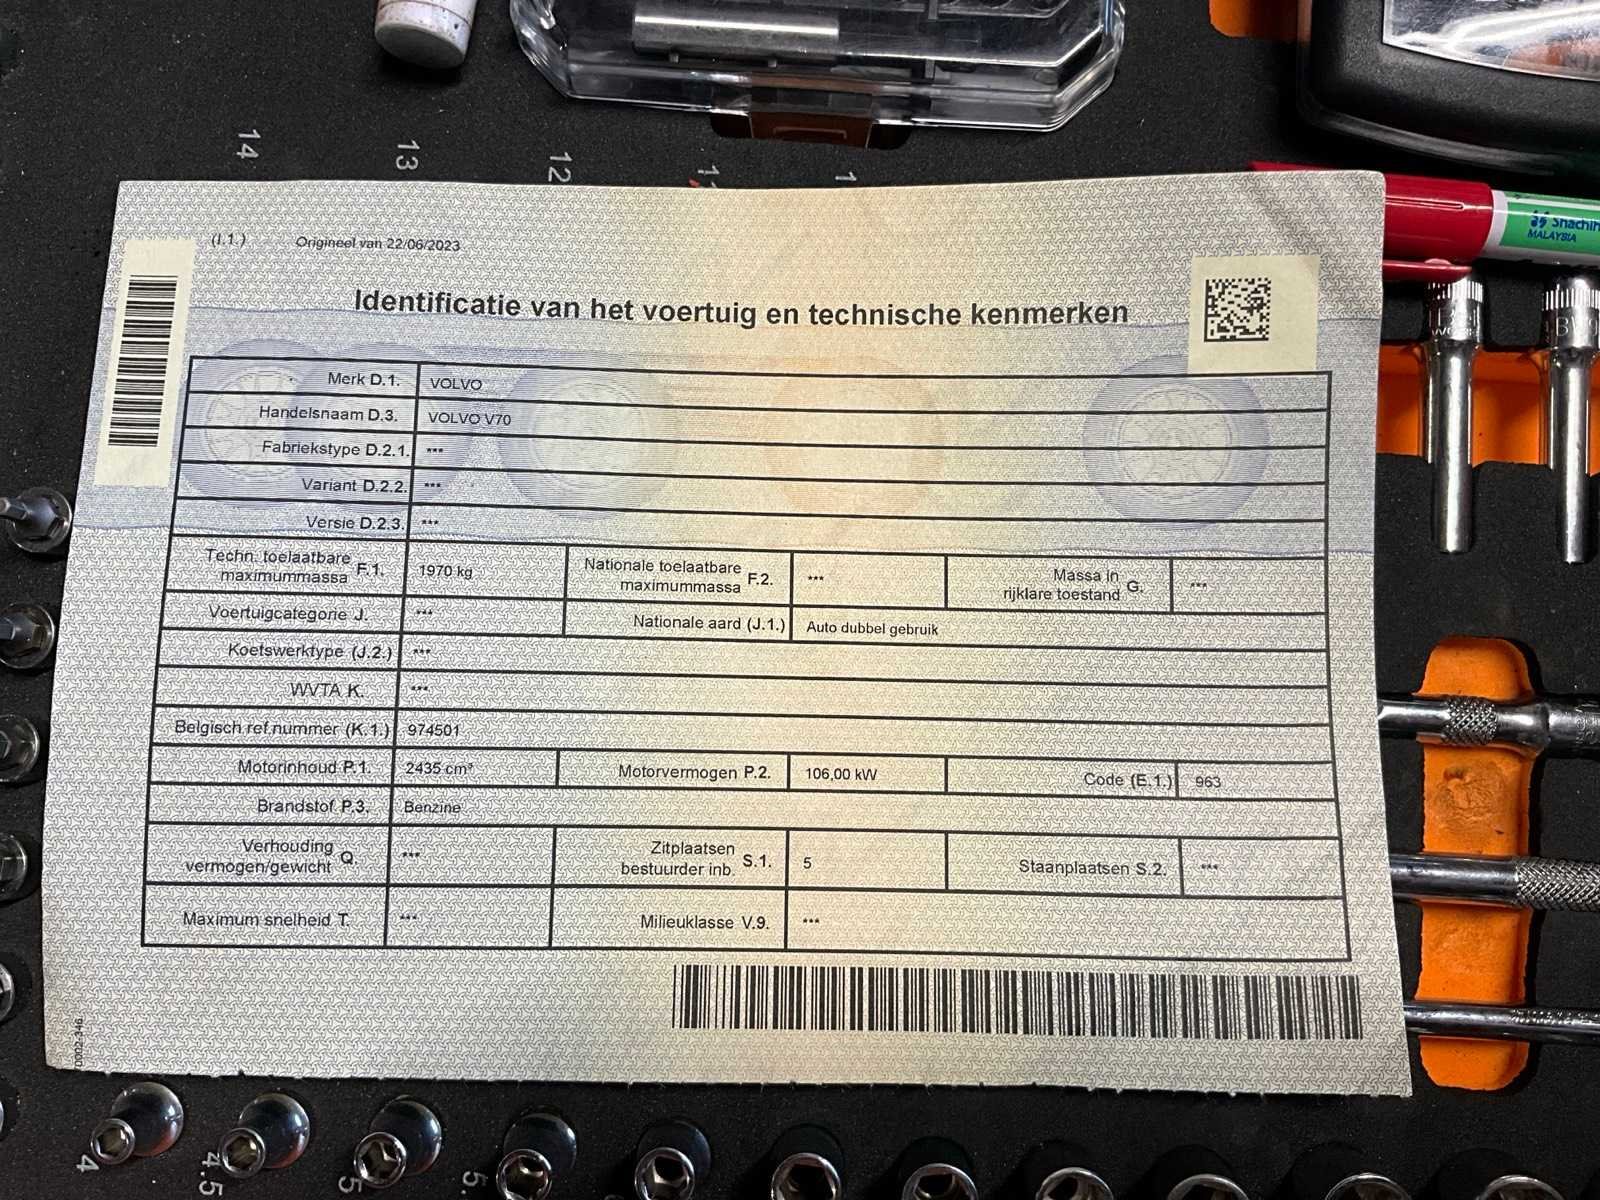 14 13 12 11 1
(I.1.) Origineel van 22/06/2023
Identificatie van het voertuig en technische kenmerken
Merk D.1. VOLVO
Handelsnaam D.3. VOLVO V70
Fabriekstype D.2.1. ***
Variant D.2.2. ***
Versie D.2.3. ***
Techn. toelaatbare maximummassa F.1. 1970 kg Nationale toelaatbare maximummassa F.2. *** Massa in rijklare toestand G. ***
Voertuigcategorie J. *** Nationale aard (J.1.) Auto dubbel gebruik
Koetswerktype (J.2.) ***
WVTA K. ***
Belgisch ref.nummer (K.1.) 974501
Motorinhoud P.1. 2435 cm³ Motorvermogen P.2. 106,00 kW Code (E.1.) 963
Brandstof P.3. Benzine
Verhouding vermogen/gewicht Q. *** Zitplaatsen bestuurder inb. S.1. 5 Staanplaatsen S.2. ***
Maximum snelheid T. *** Milieuklasse V.9. ***
MALAYSIA
4 4.5 5 5.